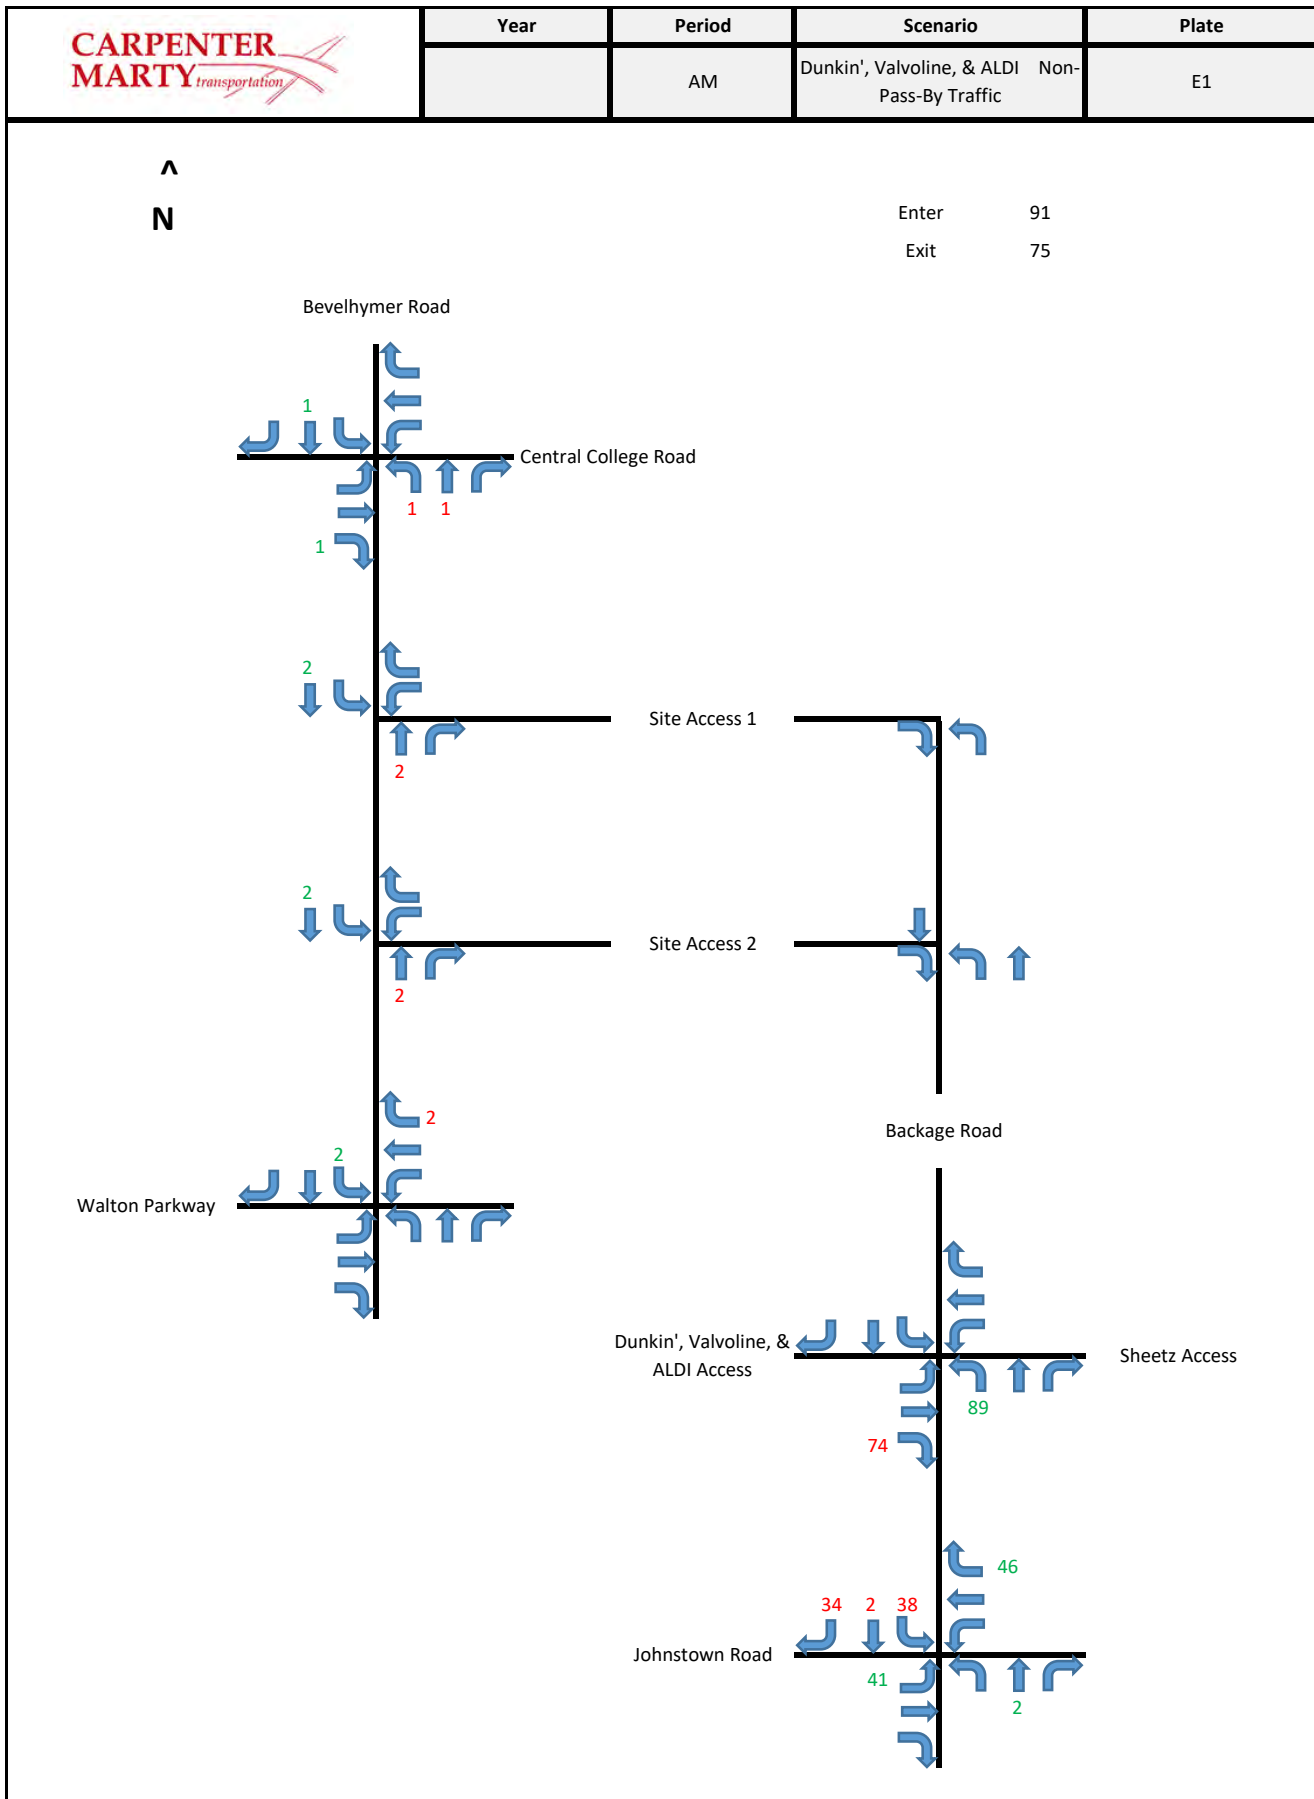 CARPENTER
MARTY transportation
Year Period Scenario Plate
AM Dunkin', Valvoline, & ALDI Non-
Pass-By Traffic E1
^
N
Enter 91
Exit 75
Bevelhymer Road
1
Central College Road
1 1
1
2
Site Access 1
2
2
Site Access 2
2
2
Backage Road
2
Walton Parkway
Dunkin', Valvoline, &
ALDI Access
Sheetz Access
89
74
46
34 2 38
Johnstown Road
41
2